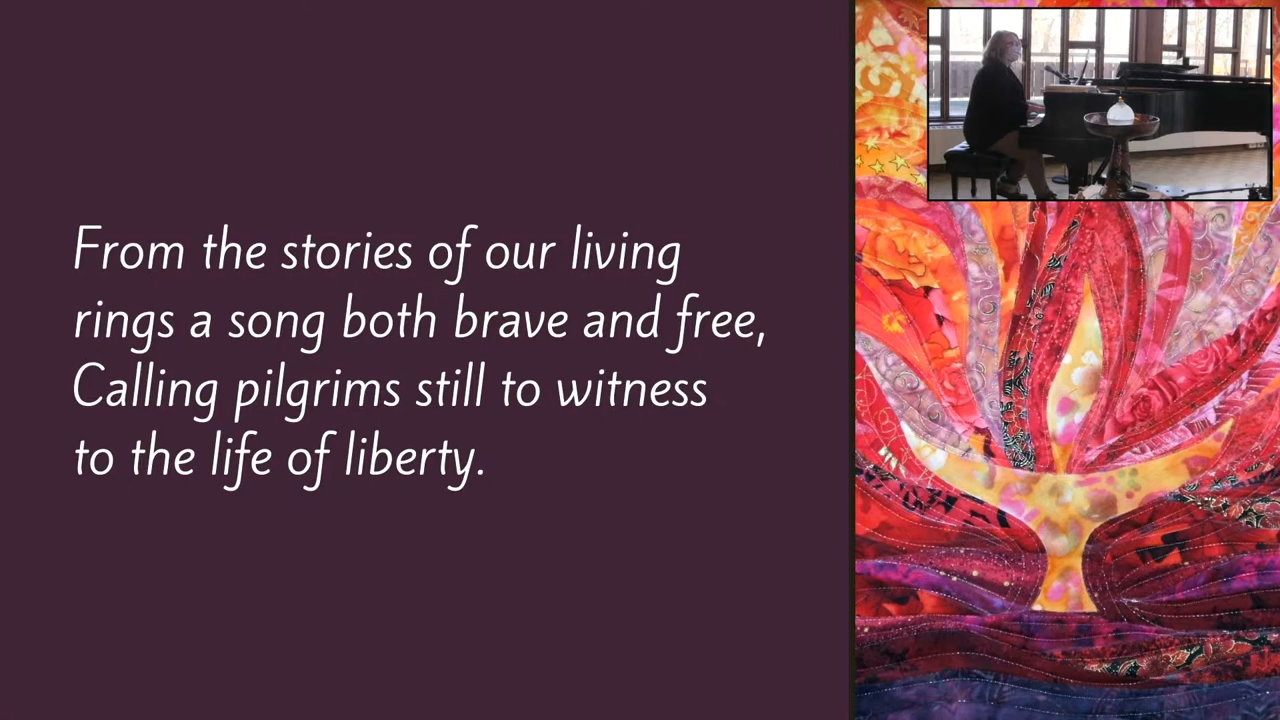 From the stories of our living
rings a song both brave and free,
Calling pilgrims still to witness
to the life of liberty.